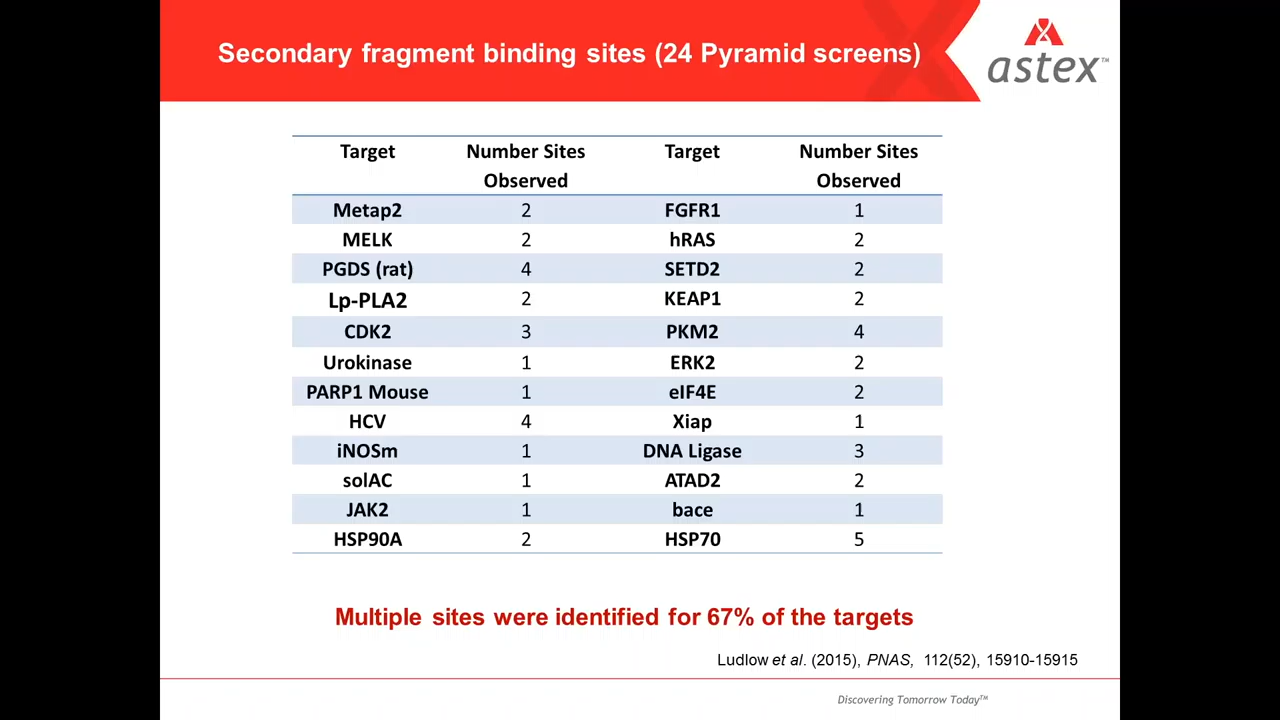 Secondary fragment binding sites (24 Pyramid screens)
astex™
Target Number Sites Observed Target Number Sites Observed
Metap2 2 FGFR1 1
MELK 2 hRAS 2
PGDS (rat) 4 SETD2 2
Lp-PLA2 2 KEAP1 2
CDK2 3 PKM2 4
Urokinase 1 ERK2 2
PARP1 Mouse 1 eIF4E 2
HCV 4 Xiap 1
iNOSm 1 DNA Ligase 3
solAC 1 ATAD2 2
JAK2 1 bace 1
HSP90A 2 HSP70 5
Multiple sites were identified for 67% of the targets
Ludlow et al. (2015), PNAS, 112(52), 15910-15915
Discovering Tomorrow Today™